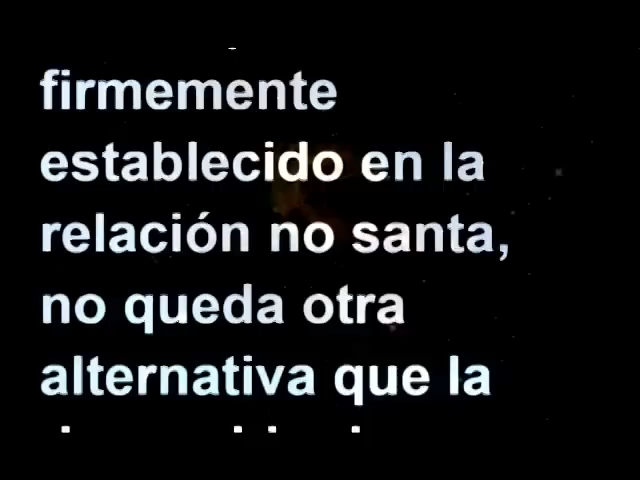 firmemente
establecido en la
relación no santa,
no queda otra
alternativa que la